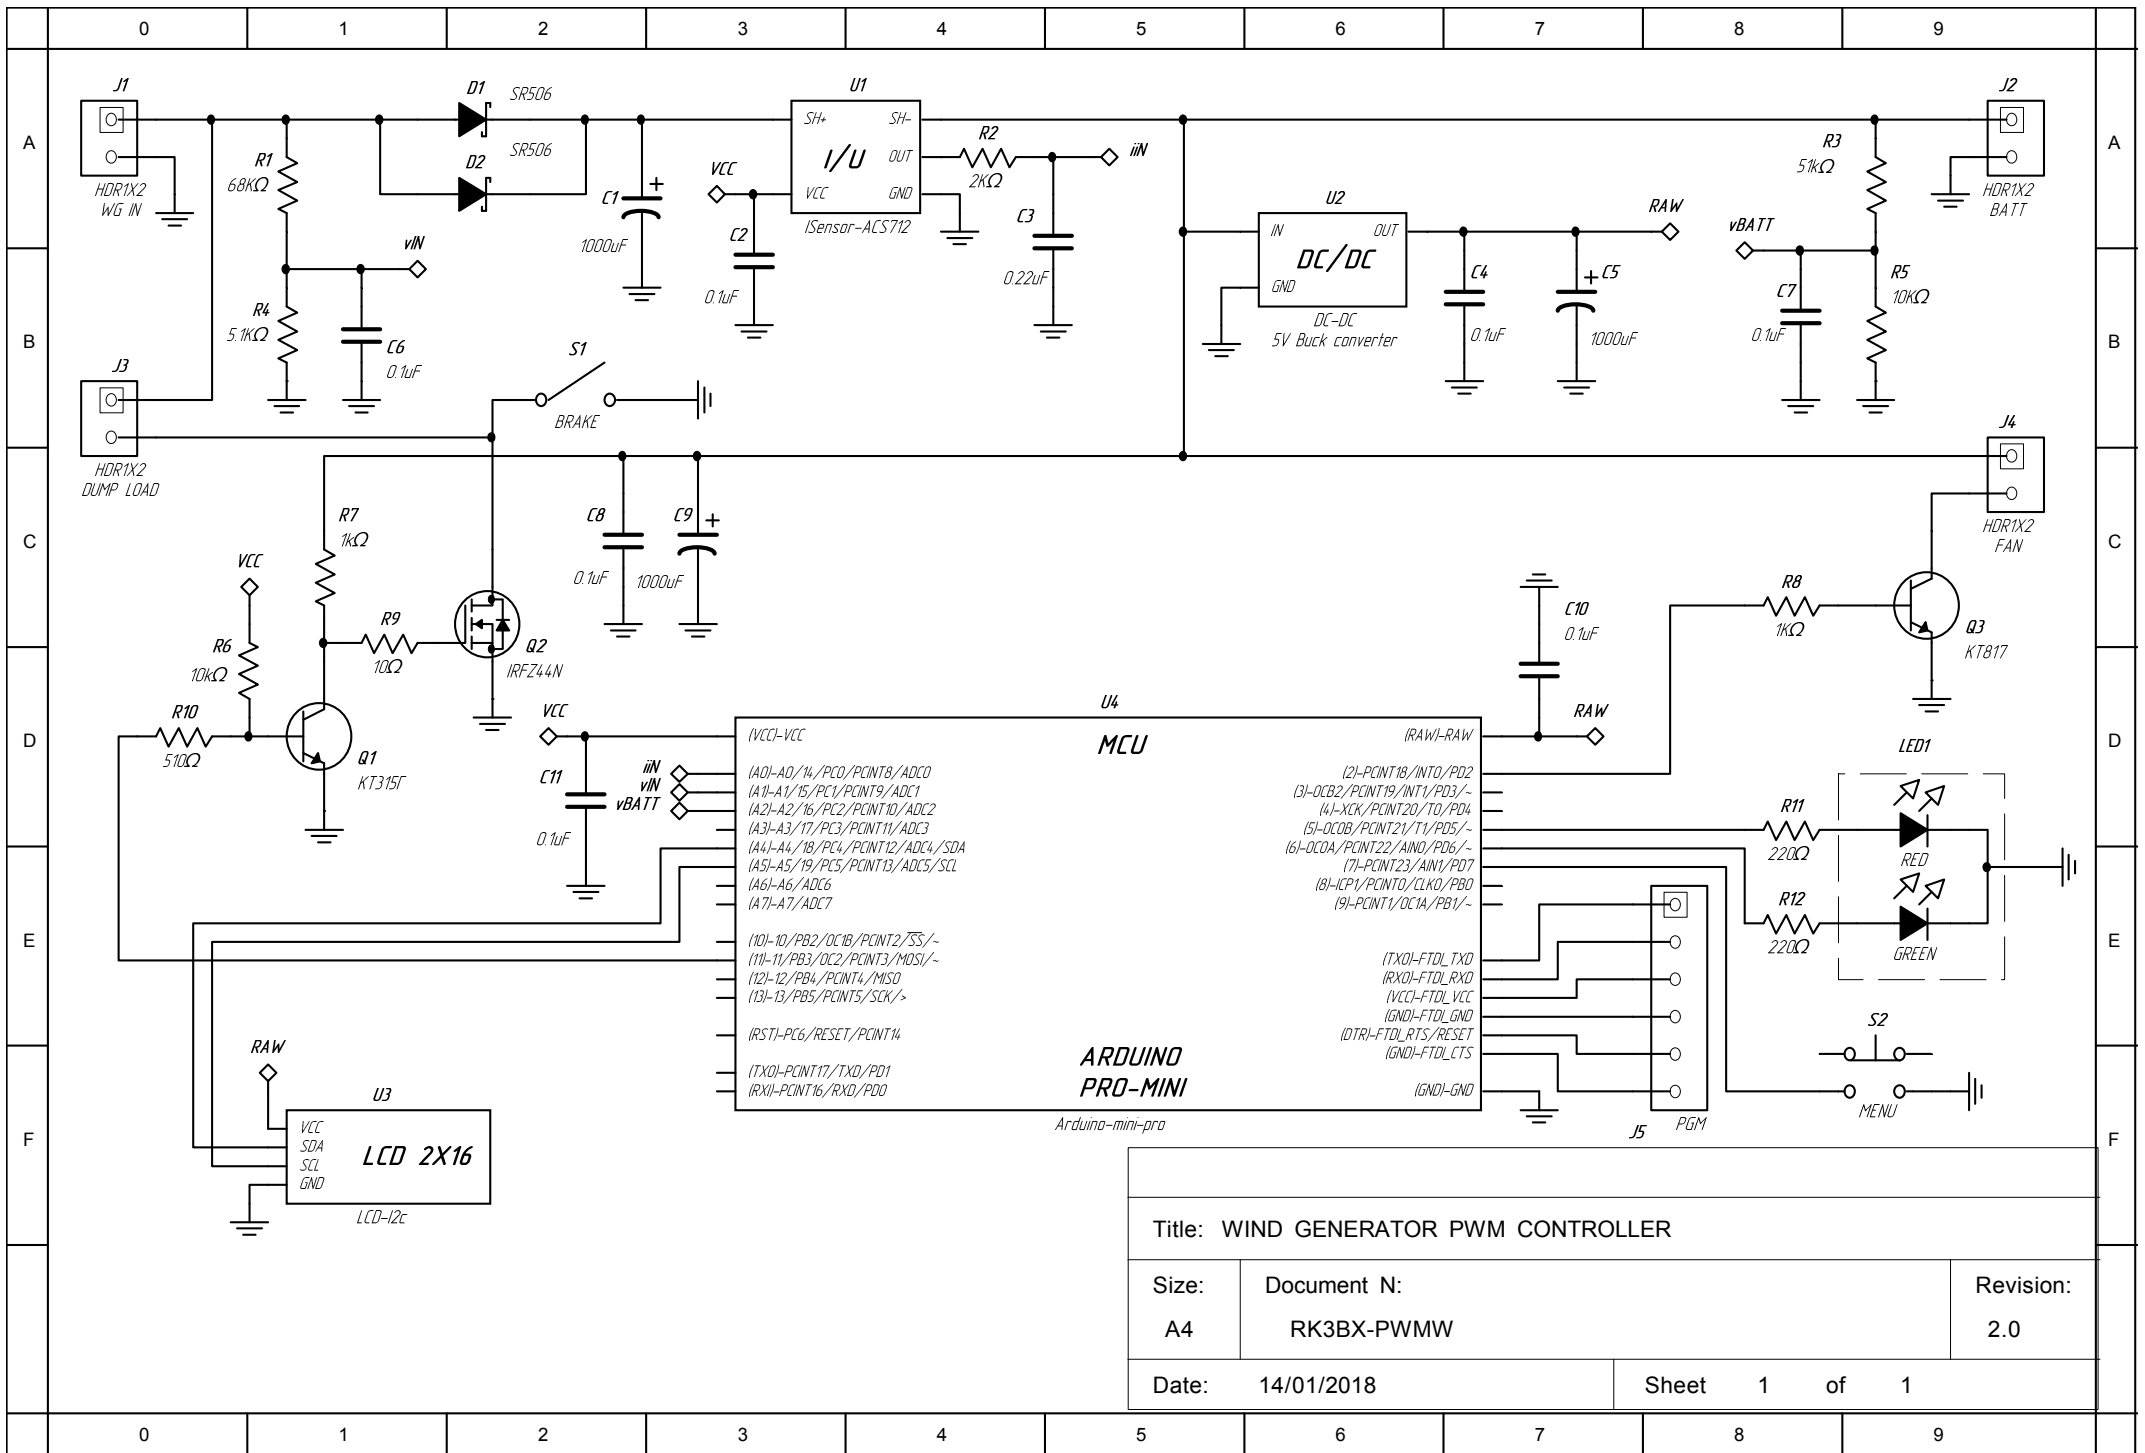 0 1 2 3 4 5 6 7 8 9
A
B
C
D
E
F
A
B
C
D
E
F
J1
HDR1X2
WG IN
R1
68KΩ
D1
SR506
D2
SR506
C1
+
1000uF
VCC
C2
0.1uF
U1
SH+ SH-
I/U OUT
VCC GND
ISensor-ACS712
R2
2KΩ
iiN
C3
0.22uF
U2
IN OUT
DC/DC
GND
DC-DC
5V Buck converter
RAW
C4
0.1uF
+ C5
1000uF
vBATT
C7
0.1uF
R3
51kΩ
R5
10KΩ
J2
HDR1X2
BATT
vIN
R4
5.1KΩ
C6
0.1uF
J3
HDR1X2
DUMP LOAD
S1
BRAKE
J4
HDR1X2
FAN
R7
1kΩ
C8
0.1uF
C9
+
1000uF
VCC
R6
10kΩ
R9
10Ω
Q2
IRFZ44N
R10
510Ω
Q1
KT315Г
C10
0.1uF
RAW
R8
1KΩ
Q3
KT817
VCC
C11
0.1uF
iiN
vIN
vBATT
U4
MCU
(VCC)-VCC
(A0)-A0/14/PC0/PCINT8/ADC0
(A1)-A1/15/PC1/PCINT9/ADC1
(A2)-A2/16/PC2/PCINT10/ADC2
(A3)-A3/17/PC3/PCINT11/ADC3
(A4)-A4/18/PC4/PCINT12/ADC4/SDA
(A5)-A5/19/PC5/PCINT13/ADC5/SCL
(A6)-A6/ADC6
(A7)-A7/ADC7
(10)-10/PB2/OC1B/PCINT2/SS/~
(11)-11/PB3/OC2/PCINT3/MOSI/~
(12)-12/PB4/PCINT4/MISO
(13)-13/PB5/PCINT5/SCK/>
(RST)-PC6/RESET/PCINT14
(TXO)-PCINT17/TXD/PD1
(RXI)-PCINT16/RXD/PD0
(RAW)-RAW
(2)-PCINT18/INT0/PD2
(3)-OCB2/PCINT19/INT1/PD3/~
(4)-XCK/PCINT20/T0/PD4
(5)-OC0B/PCINT21/T1/PD5/~
(6)-OC0A/PCINT22/AIN0/PD6/~
(7)-PCINT23/AIN1/PD7
(8)-ICP1/PCINT0/CLKO/PB0
(9)-PCINT1/OC1A/PB1/~
(TXO)-FTDI_TXD
(RXO)-FTDI_RXD
(VCC)-FTDI_VCC
(GND)-FTDI_GND
(DTR)-FTDI_RTS/RESET
(GND)-FTDI_CTS
(GND)-GND
ARDUINO
PRO-MINI
Arduino-mini-pro
LED1
R11
220Ω
RED
R12
220Ω
GREEN
S2
MENU
J5
PGM
RAW
U3
VCC
SDA
SCL
GND
LCD 2X16
LCD-I2c
Title: WIND GENERATOR PWM CONTROLLER
Size: Document N: Revision:
A4 RK3BX-PWMW 2.0
Date: 14/01/2018 Sheet 1 of 1
0 1 2 3 4 5 6 7 8 9